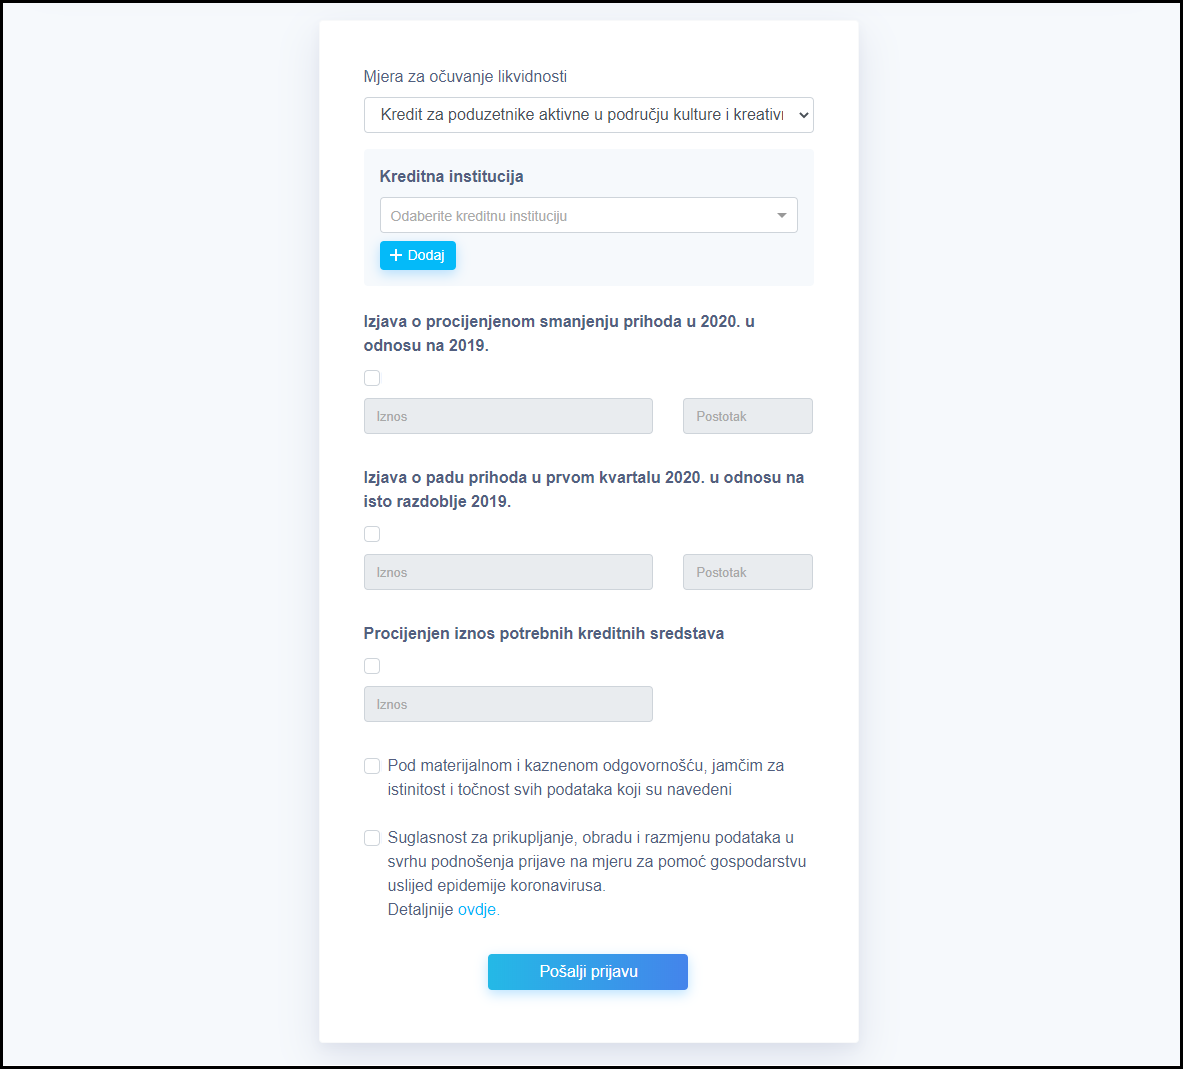 Mjera za očuvanje likvidnosti
Kredit za poduzetnike aktivne u području kulture i kreativ
Kreditna institucija
Odaberite kreditnu instituciju
+ Dodaj
Izjava o procijenjenom smanjenju prihoda u 2020. u
odnosu na 2019.
Iznos Postotak
Izjava o padu prihoda u prvom kvartalu 2020. u odnosu na
isto razdoblje 2019.
Iznos Postotak
Procijenjen iznos potrebnih kreditnih sredstava
Iznos
Pod materijalnom i kaznenom odgovornošću, jamčim za
istinitost i točnost svih podataka koji su navedeni
Suglasnost za prikupljanje, obradu i razmjenu podataka u
svrhu podnošenja prijave na mjeru za pomoć gospodarstvu
uslijed epidemije koronavirusa.
Detaljnije ovdje.
Pošalji prijavu